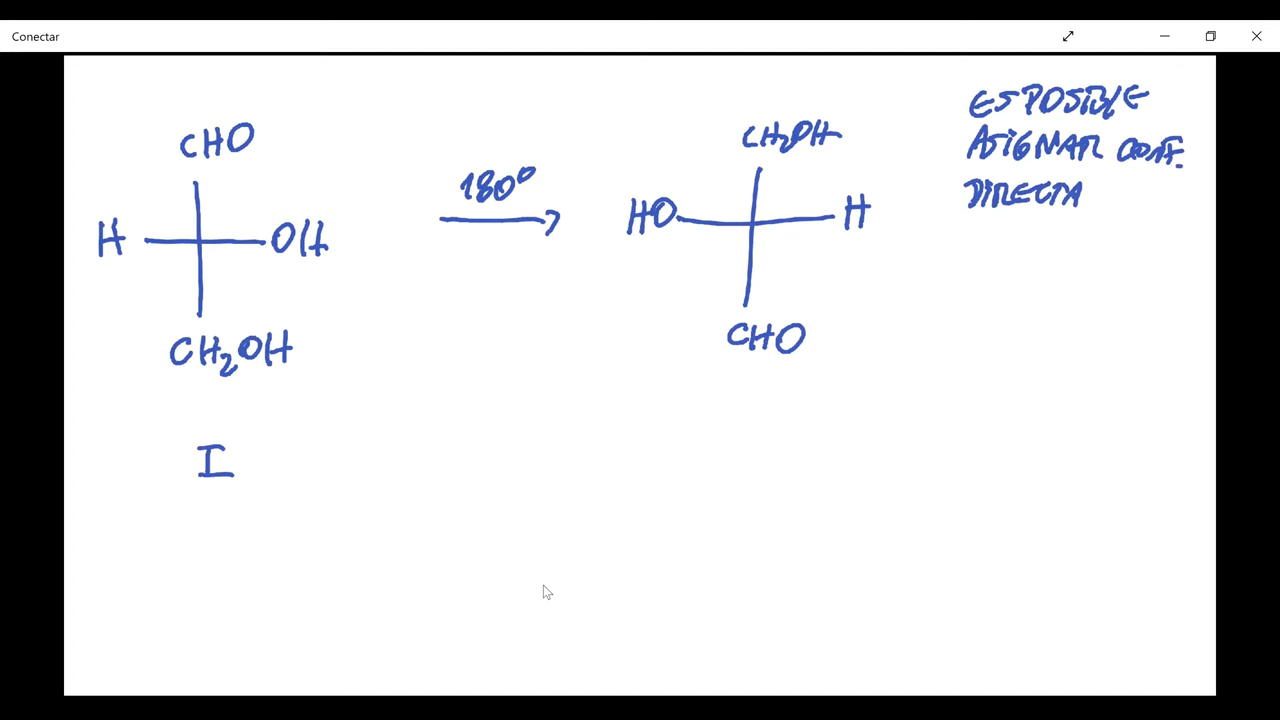 Conectar
CHO
H OH
CH2OH
I
180°
CH2OH
HO H
CHO
ES POSIBLE
ASIGNAR CONF.
DIRECTA